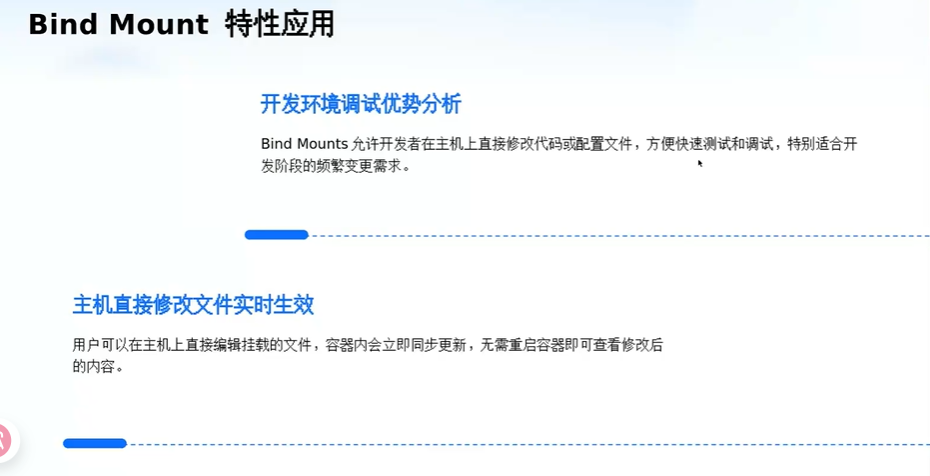 Bind Mount 特性应用
开发环境调试优势分析
Bind Mounts 允许开发者在主机上直接修改代码或配置文件，方便快速测试和调试，特别适合开
发阶段的频繁变更需求。
主机直接修改文件实时生效
用户可以在主机上直接编辑挂载的文件，容器内会立即同步更新，无需重启容器即可查看修改后
的内容。